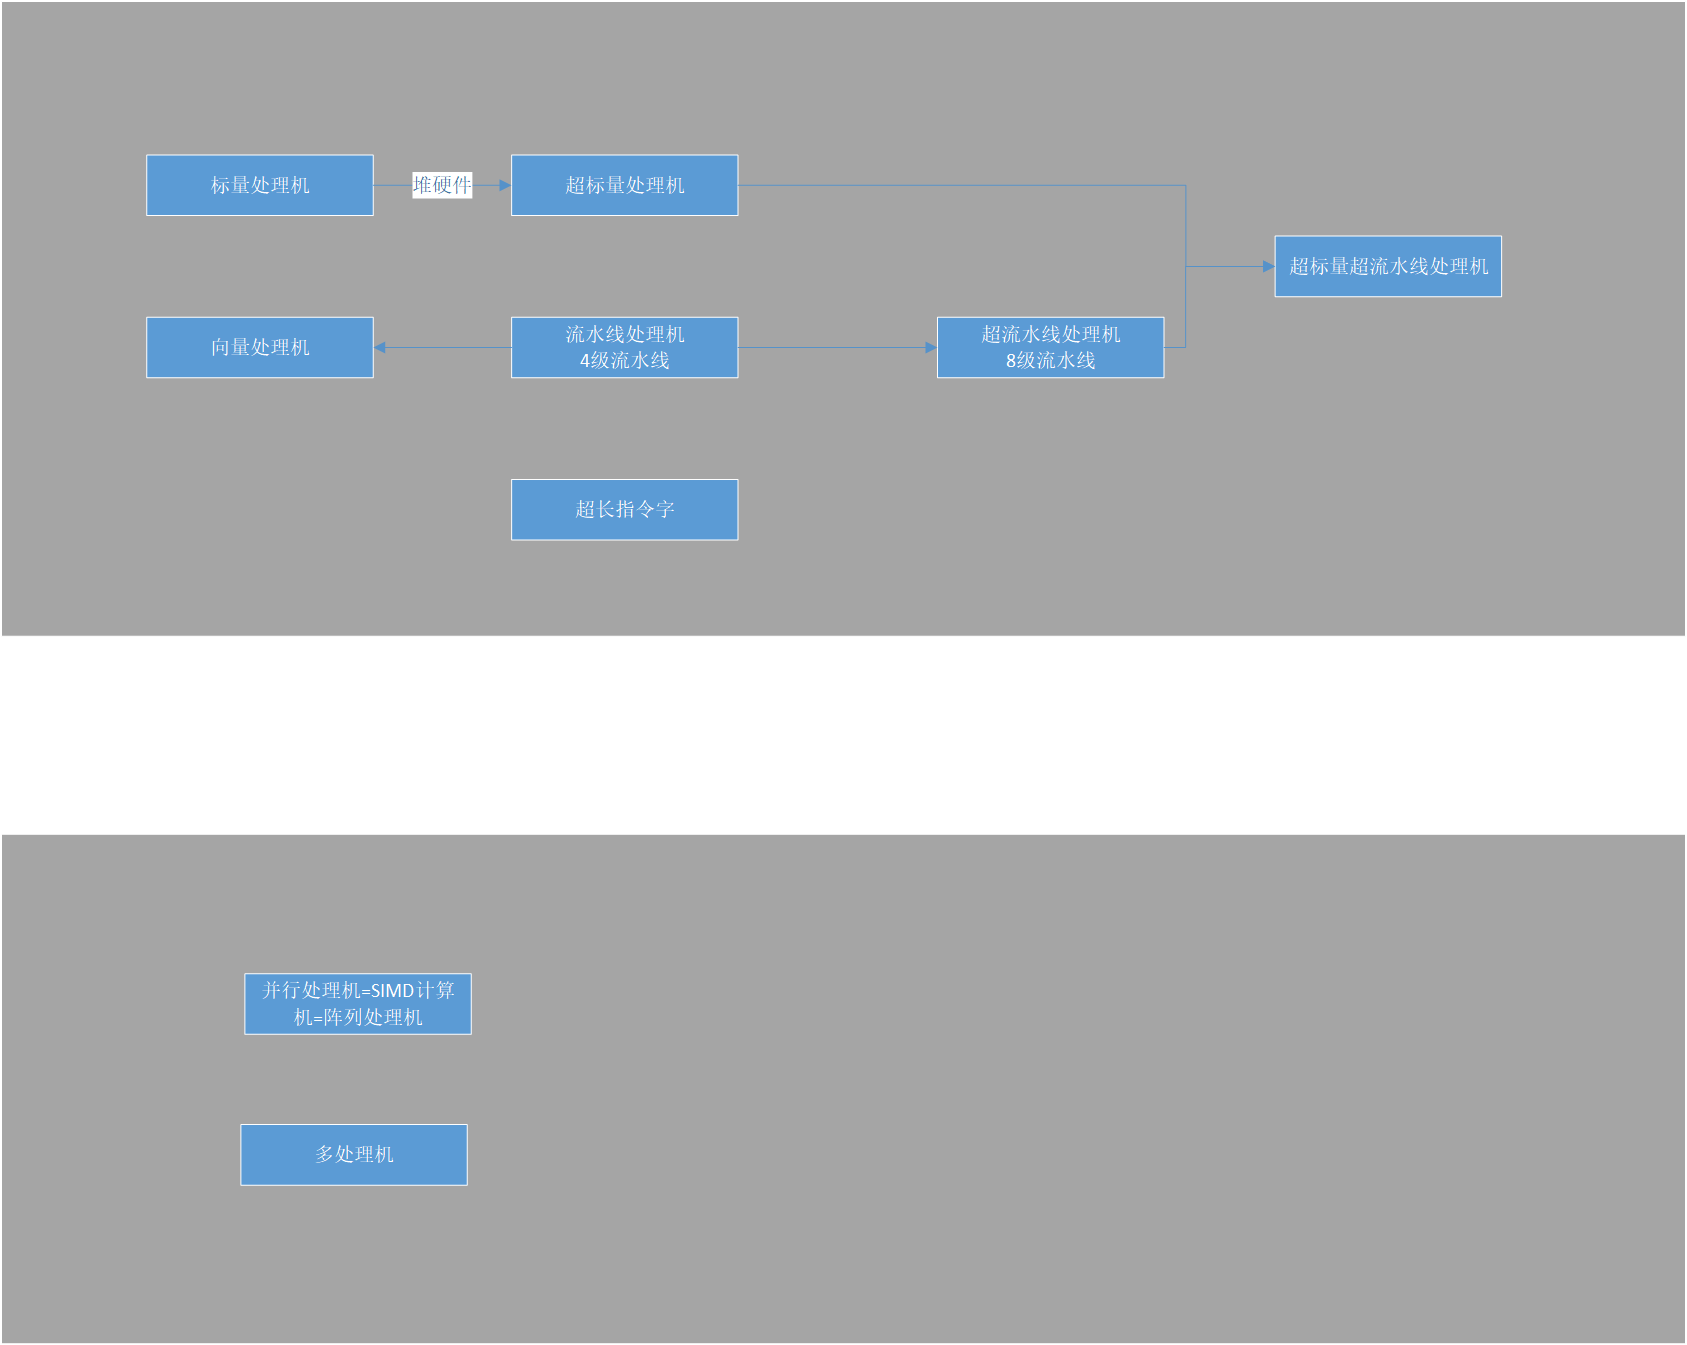 标量处理机
堆硬件
超标量处理机
超标量超流水线处理机
向量处理机
流水线处理机
4级流水线
超流水线处理机
8级流水线
超长指令字
并行处理机=SIMD计算
机=阵列处理机
多处理机